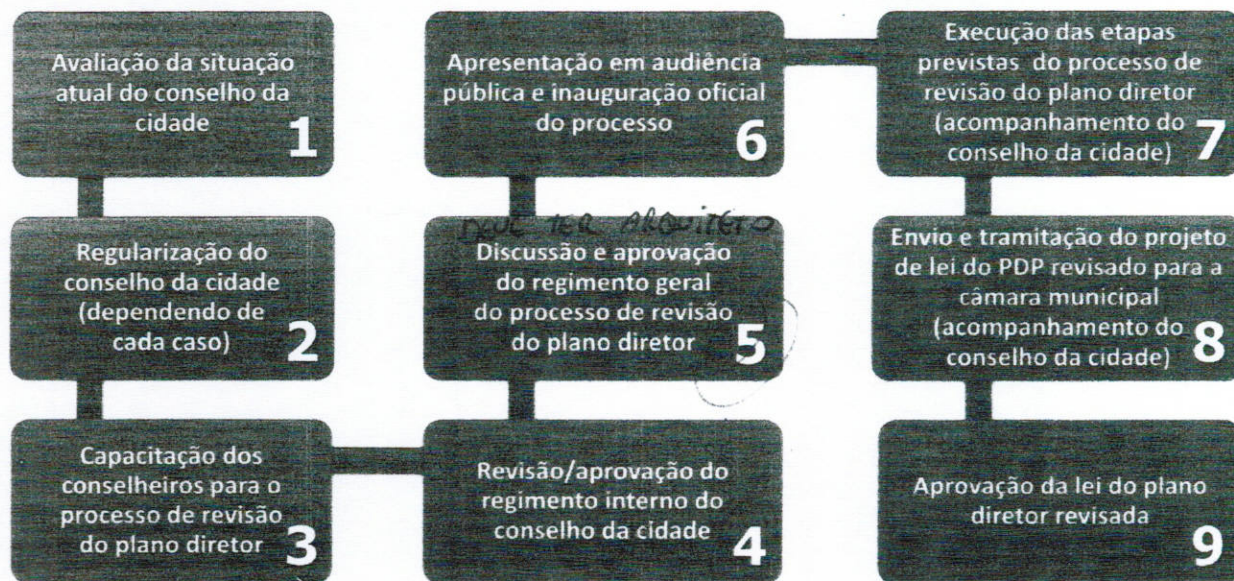 Avaliação da situação
atual do conselho da
cidade
1
Regularização do
conselho da cidade
(dependendo de
cada caso)
2
Capacitação dos
conselheiros para o
processo de revisão
do plano diretor
3
Revisão/aprovação do
regimento interno do
conselho da cidade
4
DEVE TER ARQUITETO
Discussão e aprovação
do regimento geral
do processo de revisão
do plano diretor
5
Apresentação em audiência
pública e inauguração oficial
do processo
6
Execução das etapas
previstas do processo de
revisão do plano diretor
(acompanhamento do
conselho da cidade)
7
Envio e tramitação do projeto
de lei do PDP revisado para a
câmara municipal
(acompanhamento do
conselho da cidade)
8
Aprovação da lei do plano
diretor revisada
9